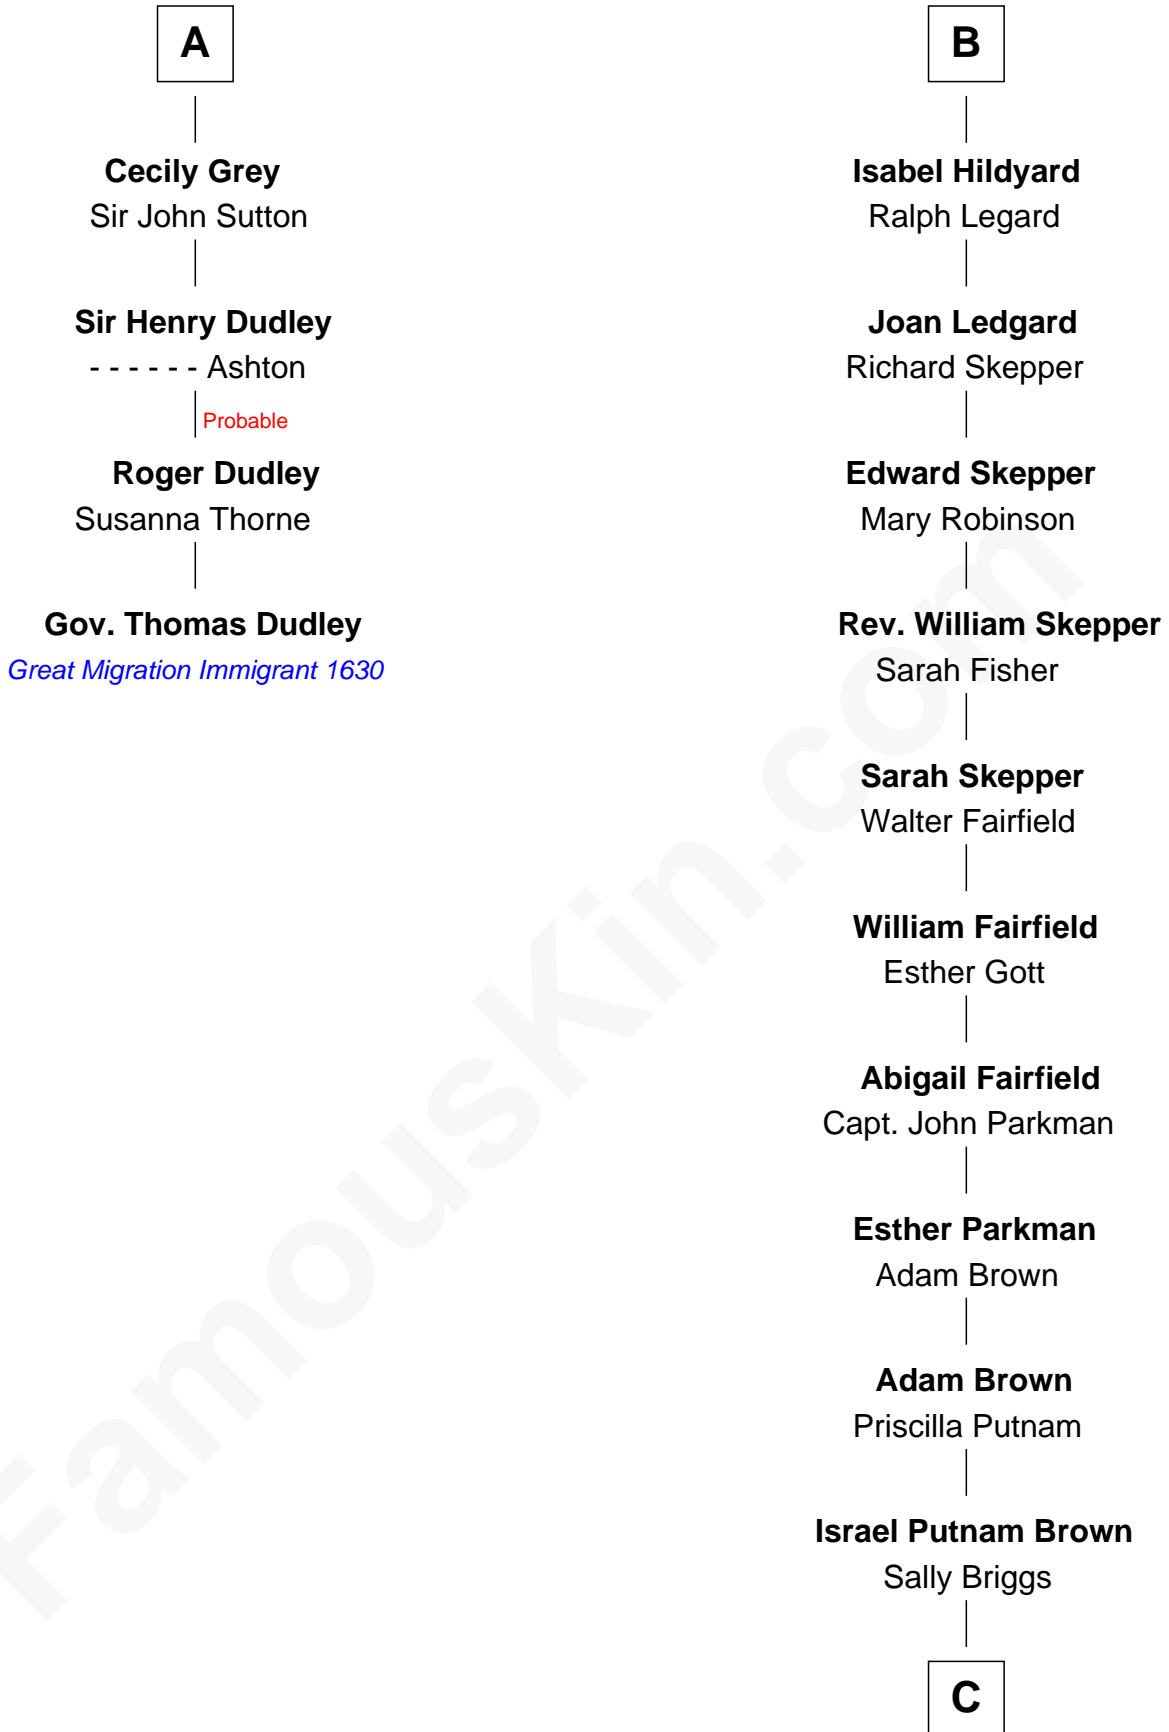 A
Cecily Grey
Sir John Sutton
Sir Henry Dudley
- - - - - - Ashton
Probable
Roger Dudley
Susanna Thorne
Gov. Thomas Dudley
Great Migration Immigrant 1630
B
Isabel Hildyard
Ralph Legard
Joan Ledgard
Richard Skepper
Edward Skepper
Mary Robinson
Rev. William Skepper
Sarah Fisher
Sarah Skepper
Walter Fairfield
William Fairfield
Esther Gott
Abigail Fairfield
Capt. John Parkman
Esther Parkman
Adam Brown
Adam Brown
Priscilla Putnam
Israel Putnam Brown
Sally Briggs
C
FamousKin.com